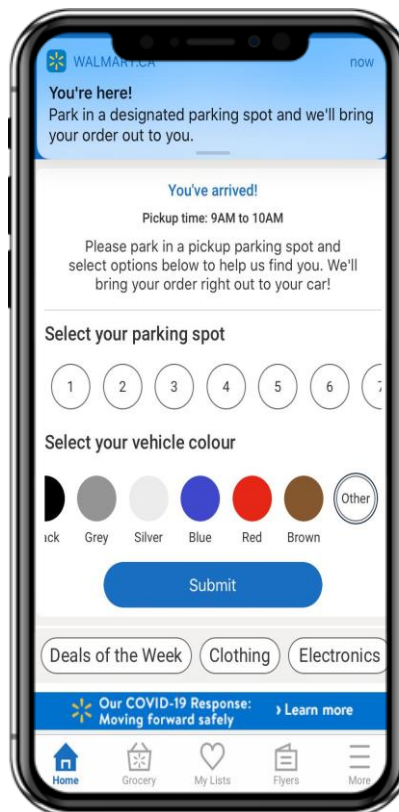 WALMART.CA now
You're here!
Park in a designated parking spot and we'll bring
your order out to you.
You've arrived!
Pickup time: 9AM to 10AM
Please park in a pickup parking spot and
select options below to help us find you. We'll
bring your order right out to your car!
Select your parking spot
1 2 3 4 5 6 7
Select your vehicle colour
Other
ack Grey Silver Blue Red Brown
Submit
Deals of the Week Clothing Electronics
Our COVID-19 Response: › Learn more
Moving forward safely
Home Grocery My Lists Flyers More